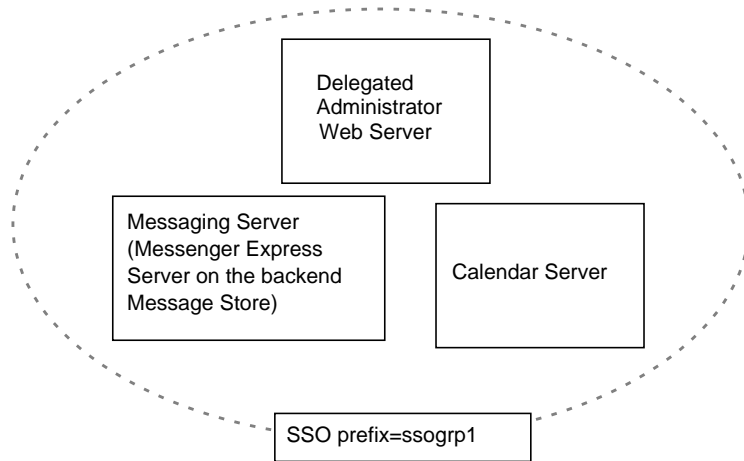 Delegated
Administrator
Web Server
Messaging Server
(Messenger Express
Server on the backend
Message Store)
Calendar Server
SSO prefix=ssogrp1